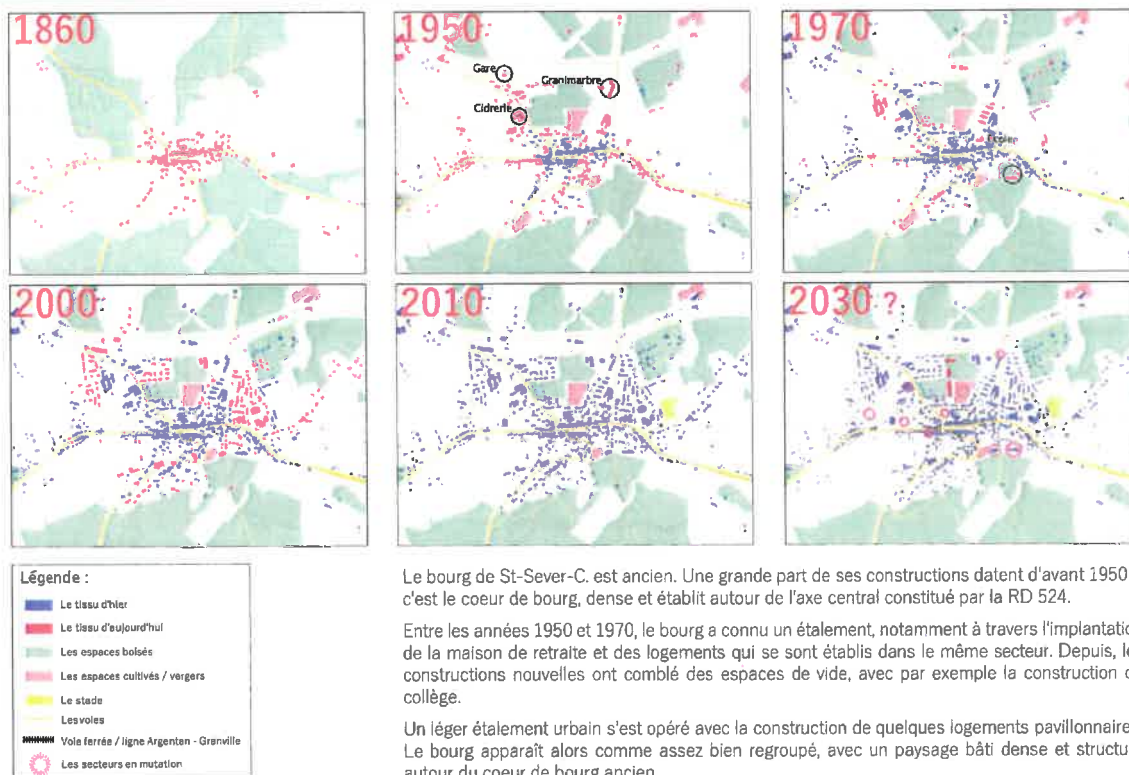 1860
1950
Gare
Granimarbre
Cidrerie
1970
2000
2010
2030 ?
Légende :
Le tissu d'hier
Le tissu d'aujourd'hui
Les espaces boisés
Les espaces cultivés / vergers
Le stade
Les voies
Voie ferrée / ligne Argentan - Granville
Les secteurs en mutation
Le bourg de St-Sever-C. est ancien. Une grande part de ses constructions datent d'avant 1950
c'est le coeur de bourg, dense et établit autour de l'axe central constitué par la RD 524.
Entre les années 1950 et 1970, le bourg a connu un étalement, notamment à travers l'implantatio
de la maison de retraite et des logements qui se sont établis dans le même secteur. Depuis, le
constructions nouvelles ont comblé des espaces de vide, avec par exemple la construction d
collège.
Un léger étalement urbain s'est opéré avec la construction de quelques logements pavillonnaire
Le bourg apparaît alors comme assez bien regroupé, avec un paysage bâti dense et structu
autour du coeur de bourg ancien.